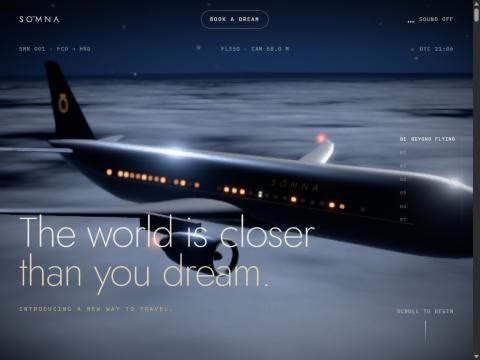 SOMNA
BOOK A DREAM
SOUND OFF
SMN 001 · FCO → HND
FL550 · CAM 58.0 M
UTC 21:06
01 BEYOND FLYING
02
03
04
05
06
07
SOMNA
The world is closer
than you dream.
INTRODUCING A NEW WAY TO TRAVEL.
SCROLL TO BEGIN